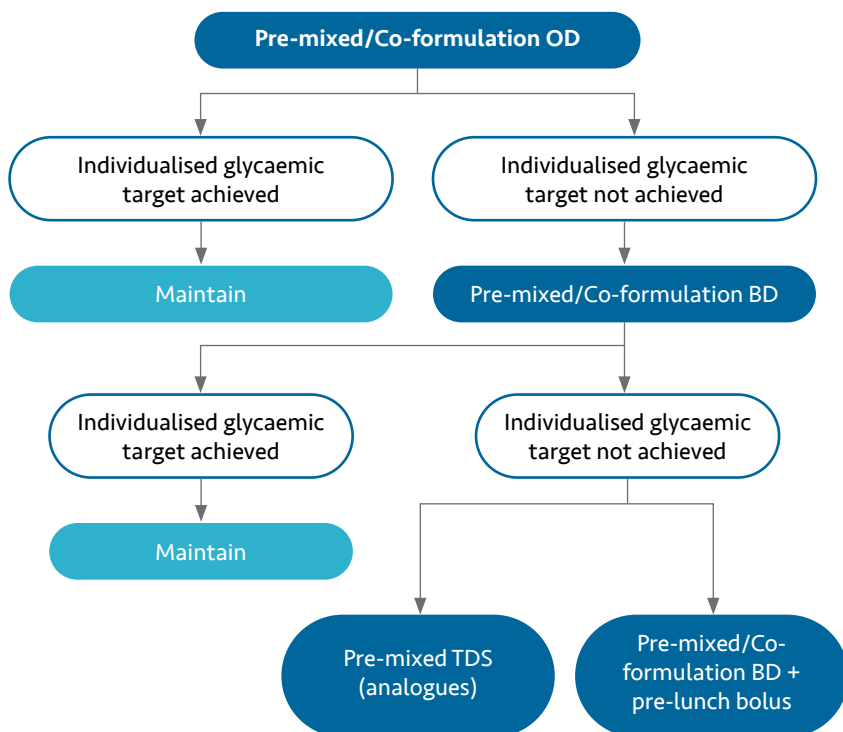 Pre-mixed/Co-formulation OD
Individualised glycaemic
target achieved
Individualised glycaemic
target not achieved
Maintain
Pre-mixed/Co-formulation BD
Individualised glycaemic
target achieved
Individualised glycaemic
target not achieved
Maintain
Pre-mixed TDS
(analogues)
Pre-mixed/Co-
formulation BD +
pre-lunch bolus